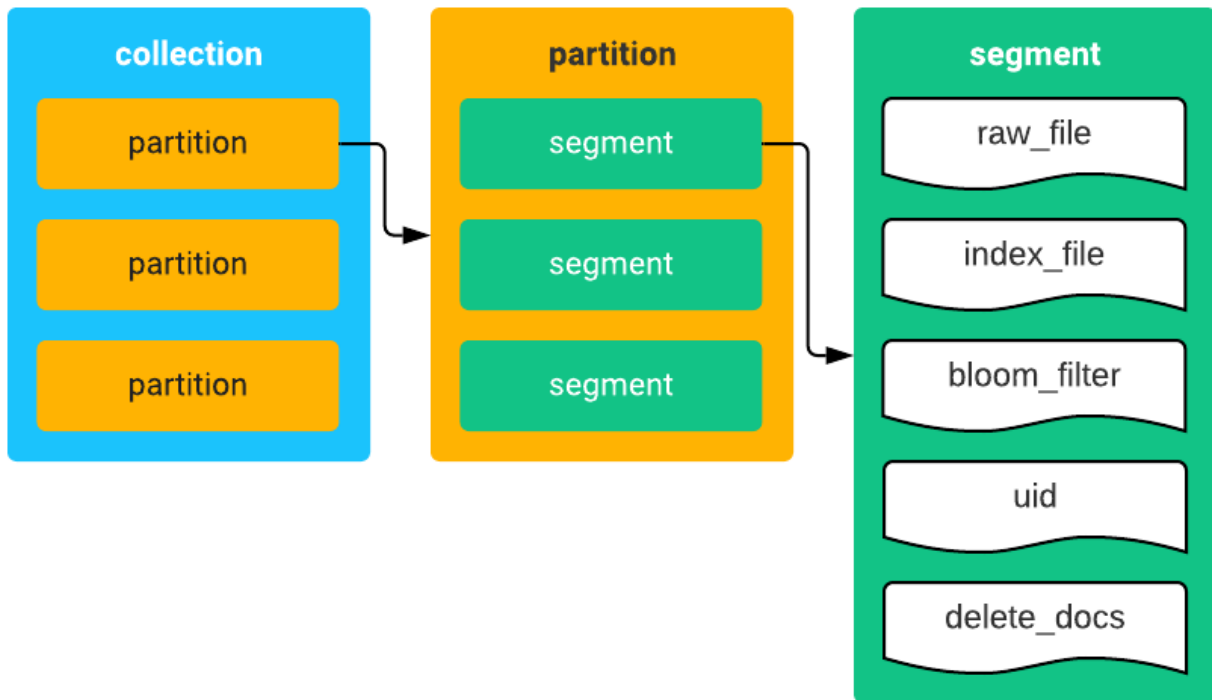 collection
partition
partition
partition
partition
segment
segment
segment
segment
raw_file
index_file
bloom_filter
uid
delete_docs